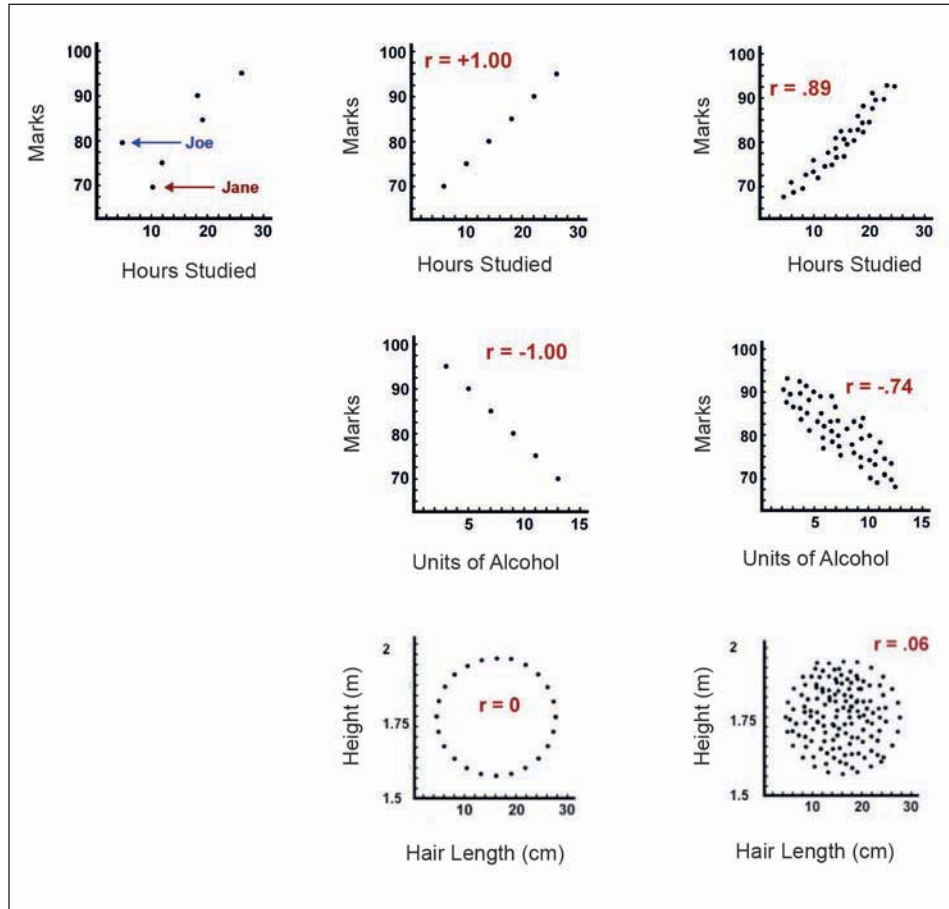 100
90
80
70
Marks
Joe
Jane
10
20
30
Hours Studied
100
90
80
70
Marks
r = +1.00
10
20
30
Hours Studied
100
90
80
70
Marks
r = .89
10
20
30
Hours Studied
100
90
80
70
Marks
r = -1.00
5
10
15
Units of Alcohol
100
90
80
70
Marks
r = -.74
5
10
15
Units of Alcohol
2
1.75
1.5
Height (m)
r = 0
10
20
30
Hair Length (cm)
2
1.75
1.5
Height (m)
r = .06
10
20
30
Hair Length (cm)